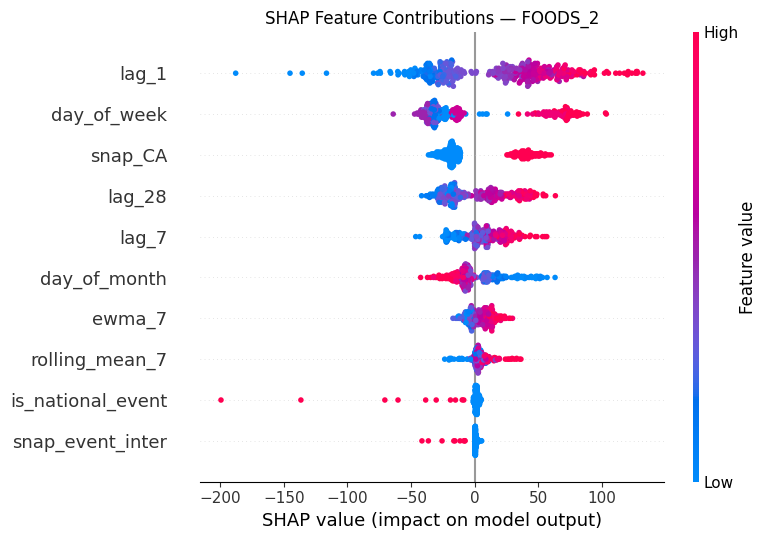 SHAP Feature Contributions — FOODS_2
High
lag_1
day_of_week
snap_CA
lag_28
lag_7
day_of_month
ewma_7
rolling_mean_7
is_national_event
snap_event_inter
Feature value
Low
−200 −150 −100 −50 0 50 100
SHAP value (impact on model output)